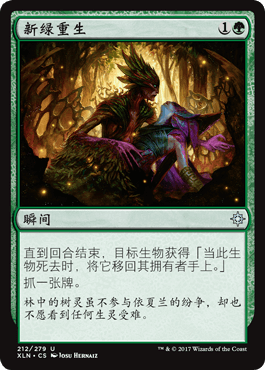 新绿重生 1
瞬间
直到回合结束，目标生物获得「当此生
物死去时，将它移回其拥有者手上。」
抓一张牌。
林中的树灵虽不参与依夏兰的纷争，却也
不愿看到任何生灵受难。
212/279 U
XLN • CS Josu Hernaiz
™ & © 2017 Wizards of the Coast